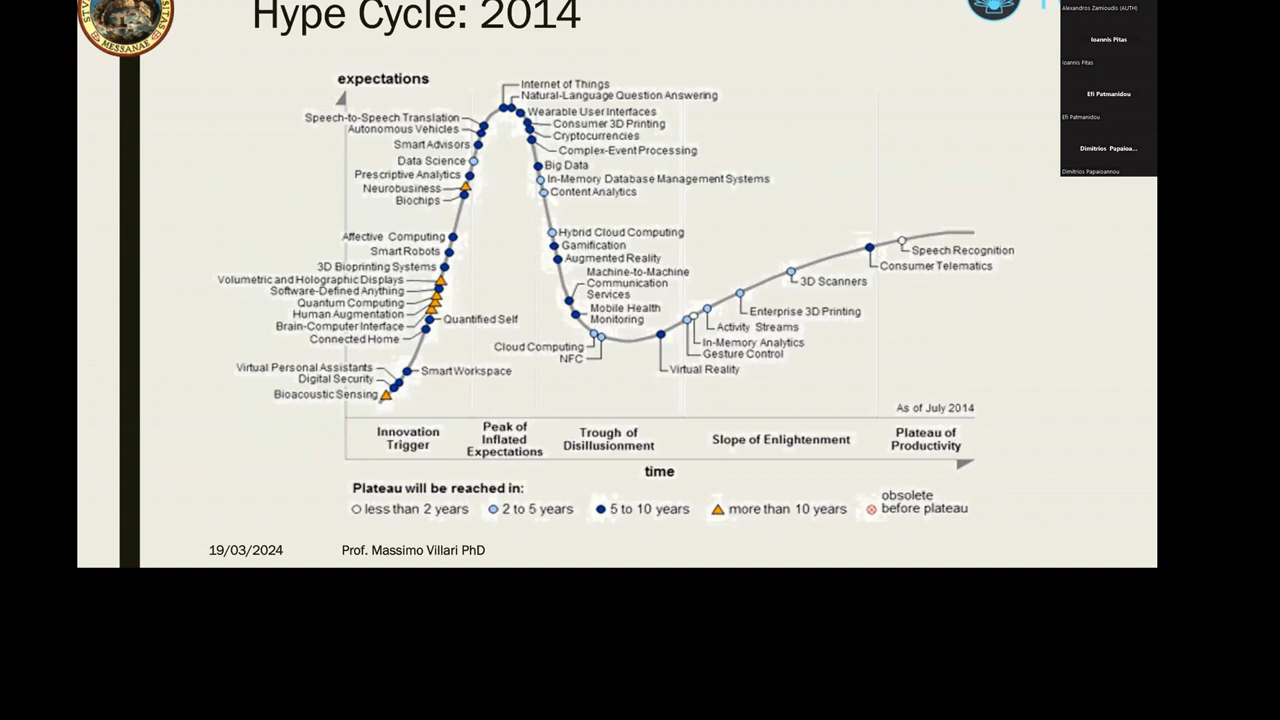 Hype Cycle: 2014
MESSANAE
Alexandros Zamioudis (AUTH)
Ioannis Pitas
Ioannis Pitas
Efi Patmanidou
Efi Patmanidou
Dimitrios Papaioa...
Dimitrios Papaioannou
expectations
Internet of Things
Natural-Language Question Answering
Wearable User Interfaces
Consumer 3D Printing
Cryptocurrencies
Complex-Event Processing
Big Data
In-Memory Database Management Systems
Content Analytics
Speech-to-Speech Translation
Autonomous Vehicles
Smart Advisors
Data Science
Prescriptive Analytics
Neurobusiness
Biochips
Affective Computing
Smart Robots
3D Bioprinting Systems
Volumetric and Holographic Displays
Software-Defined Anything
Quantum Computing
Human Augmentation
Brain-Computer Interface
Connected Home
Quantified Self
Virtual Personal Assistants
Digital Security
Bioacoustic Sensing
Smart Workspace
Hybrid Cloud Computing
Gamification
Augmented Reality
Machine-to-Machine
Communication
Services
Mobile Health
Monitoring
Cloud Computing
NFC
Virtual Reality
Gesture Control
In-Memory Analytics
Activity Streams
Enterprise 3D Printing
3D Scanners
Consumer Telematics
Speech Recognition
As of July 2014
Innovation
Trigger
Peak of
Inflated
Expectations
Trough of
Disillusionment
Slope of Enlightenment
Plateau of
Productivity
time
Plateau will be reached in:
less than 2 years
2 to 5 years
5 to 10 years
more than 10 years
obsolete
before plateau
19/03/2024
Prof. Massimo Villari PhD